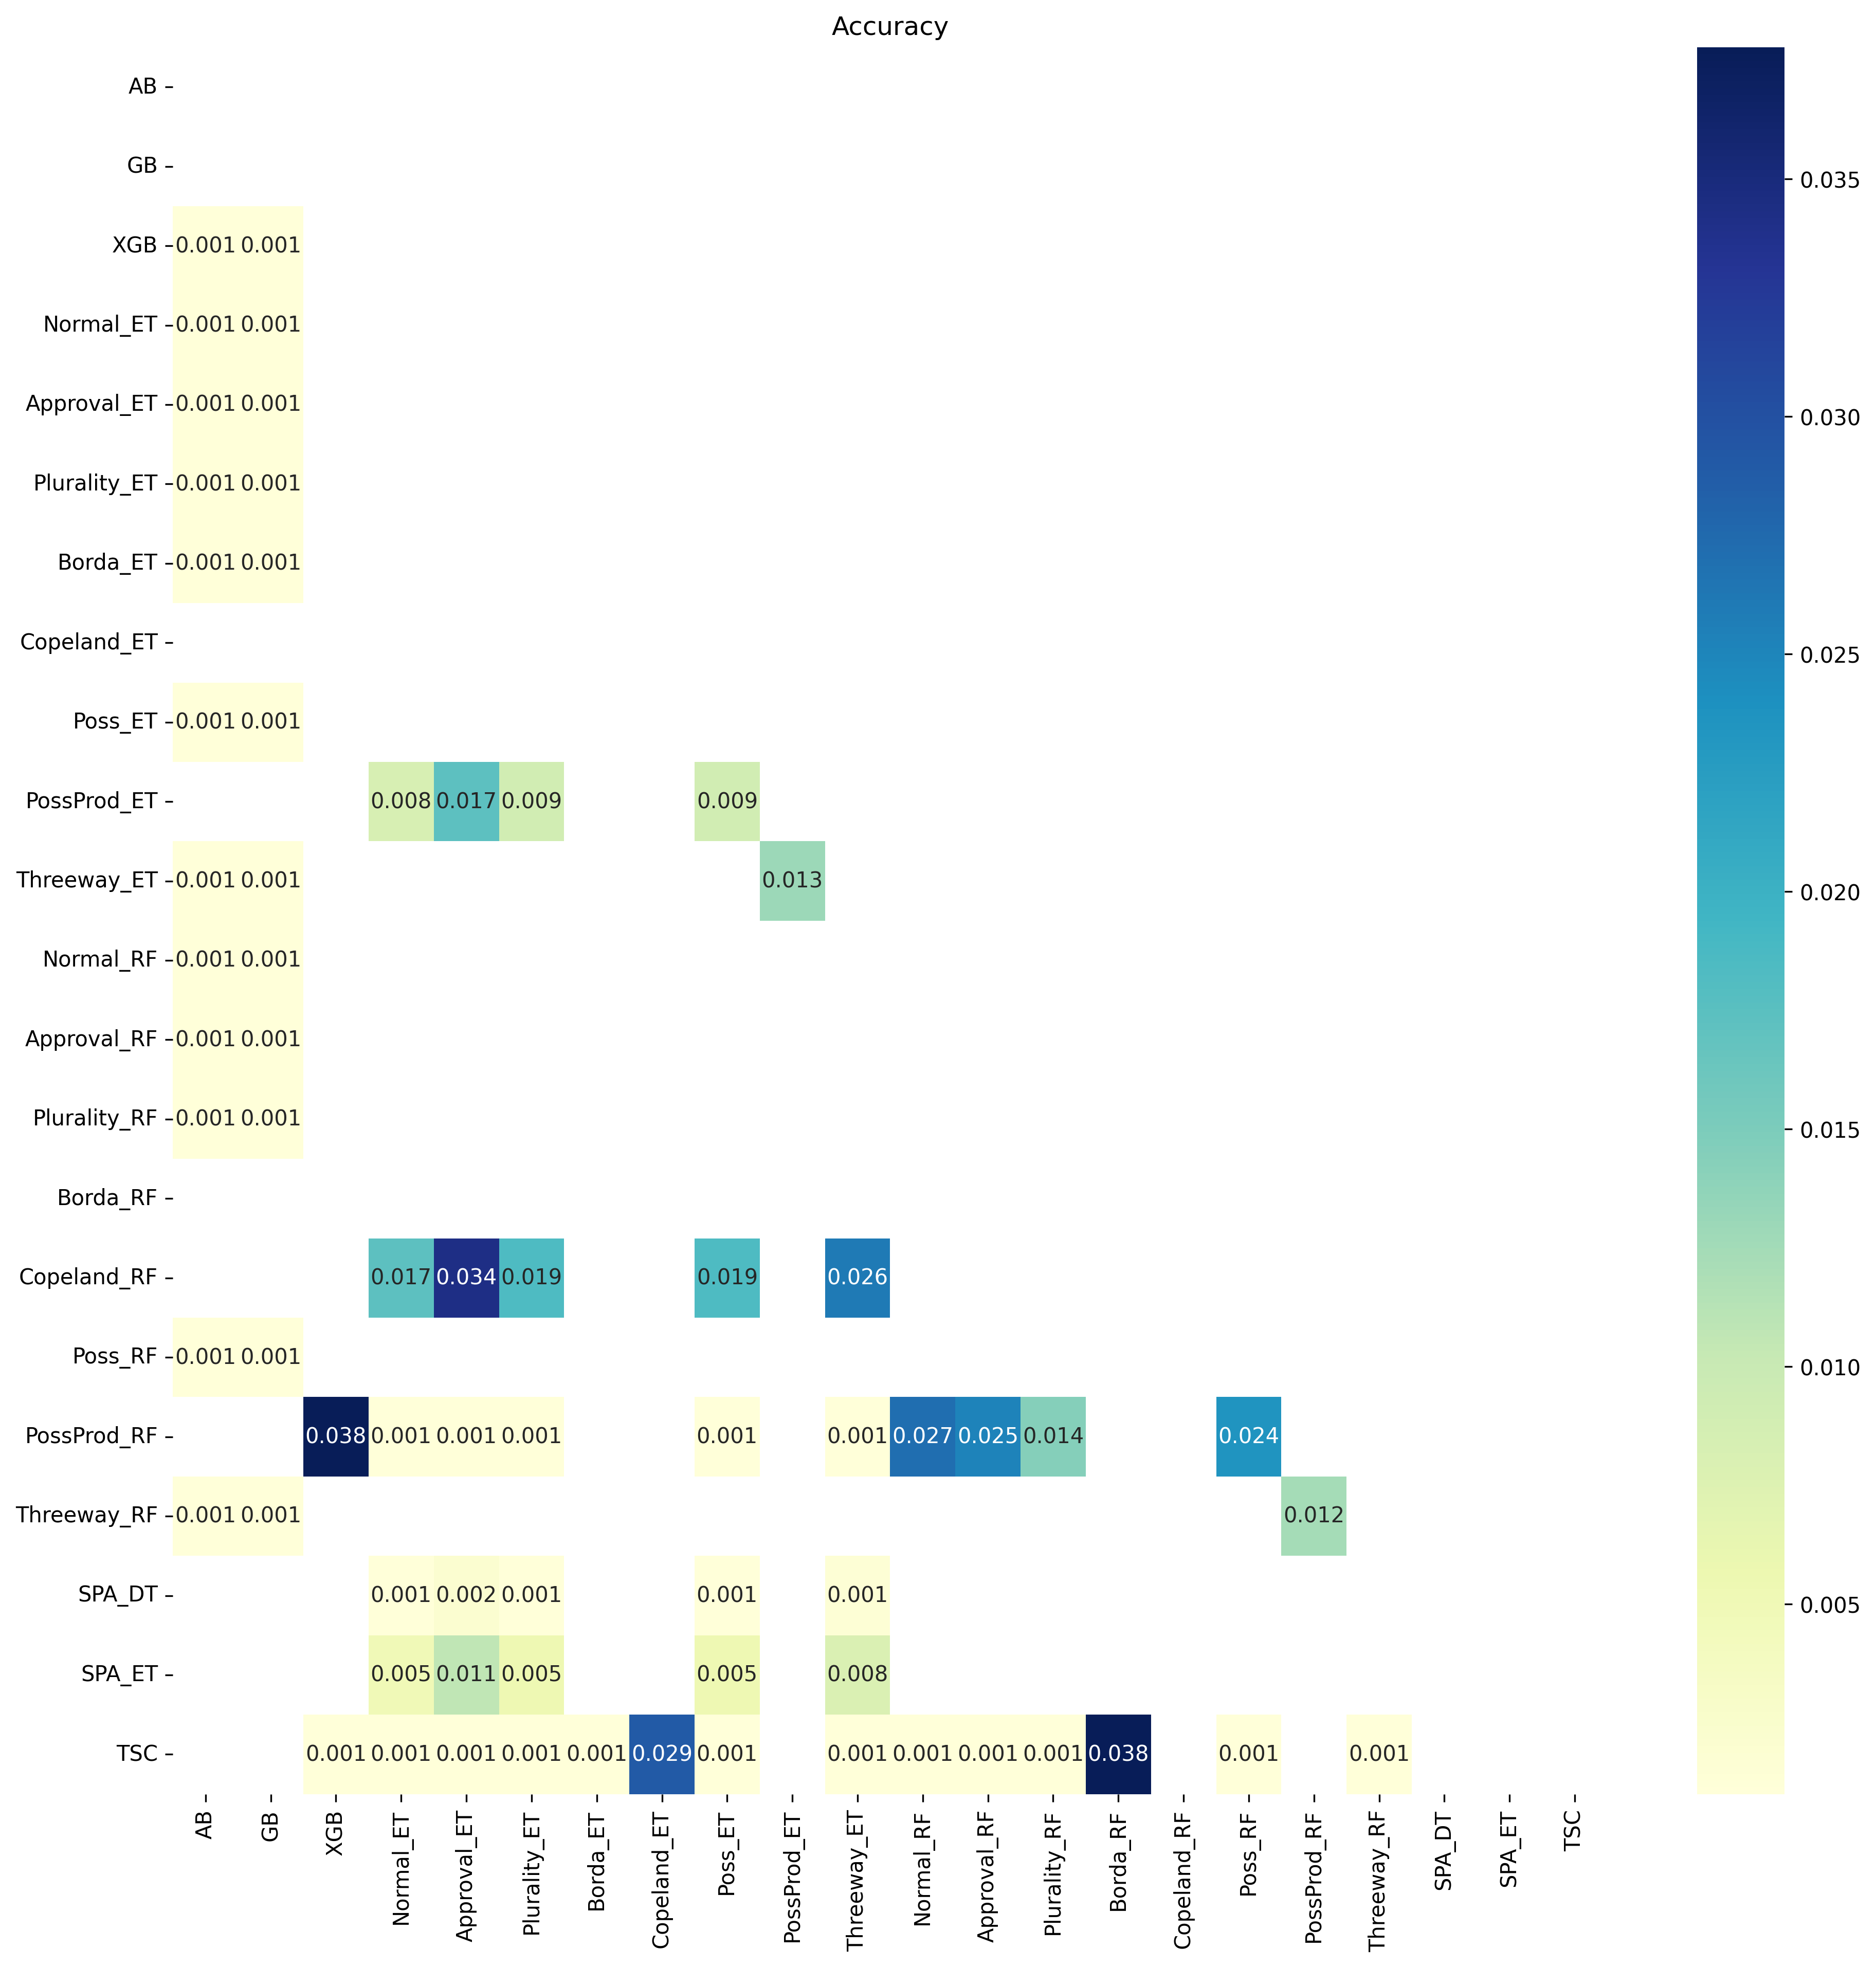 Accuracy
AB
GB
XGB 0.001 0.001
Normal_ET 0.001 0.001
Approval_ET 0.001 0.001
Plurality_ET 0.001 0.001
Borda_ET 0.001 0.001
Copeland_ET
Poss_ET 0.001 0.001
PossProd_ET 0.008 0.017 0.009 0.009
Threeway_ET 0.001 0.001 0.013
Normal_RF 0.001 0.001
Approval_RF 0.001 0.001
Plurality_RF 0.001 0.001
Borda_RF
Copeland_RF 0.017 0.034 0.019 0.019 0.026
Poss_RF 0.001 0.001
PossProd_RF 0.038 0.001 0.001 0.001 0.001 0.001 0.027 0.025 0.014 0.024
Threeway_RF 0.001 0.001 0.012
SPA_DT 0.001 0.002 0.001 0.001 0.001
SPA_ET 0.005 0.011 0.005 0.005 0.008
TSC 0.001 0.001 0.001 0.001 0.001 0.029 0.001 0.001 0.001 0.001 0.001 0.038 0.001 0.001
AB GB XGB Normal_ET Approval_ET Plurality_ET Borda_ET Copeland_ET Poss_ET PossProd_ET Threeway_ET Normal_RF Approval_RF Plurality_RF Borda_RF Copeland_RF Poss_RF PossProd_RF Threeway_RF SPA_DT SPA_ET TSC
0.035
0.030
0.025
0.020
0.015
0.010
0.005